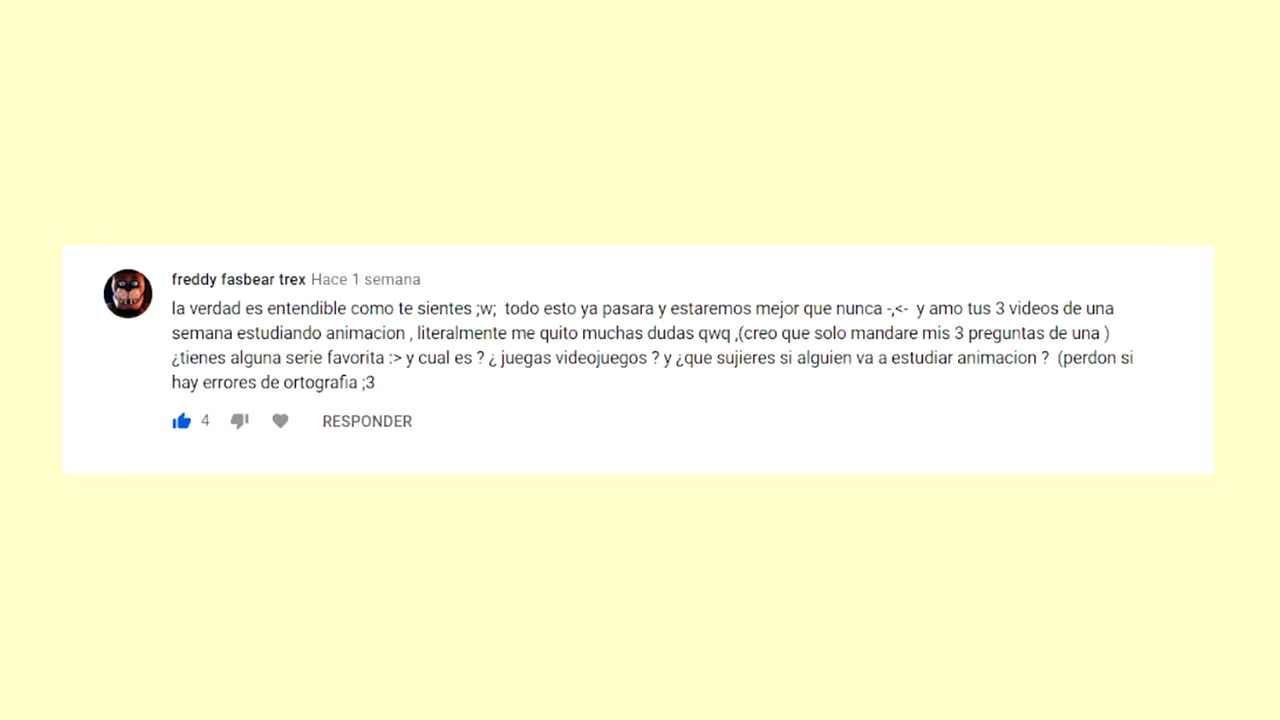 freddy fasbear trex Hace 1 semana
la verdad es entendible como te sientes ;w;  todo esto ya pasara y estaremos mejor que nunca -,<-  y amo tus 3 videos de una
semana estudiando animacion , literalmente me quito muchas dudas qwq ,(creo que solo mandare mis 3 preguntas de una )
¿tienes alguna serie favorita :> y cual es ? ¿ juegas videojuegos ? y ¿que sujieres si alguien va a estudiar animacion ?  (perdon si
hay errores de ortografia ;3
4 RESPONDER